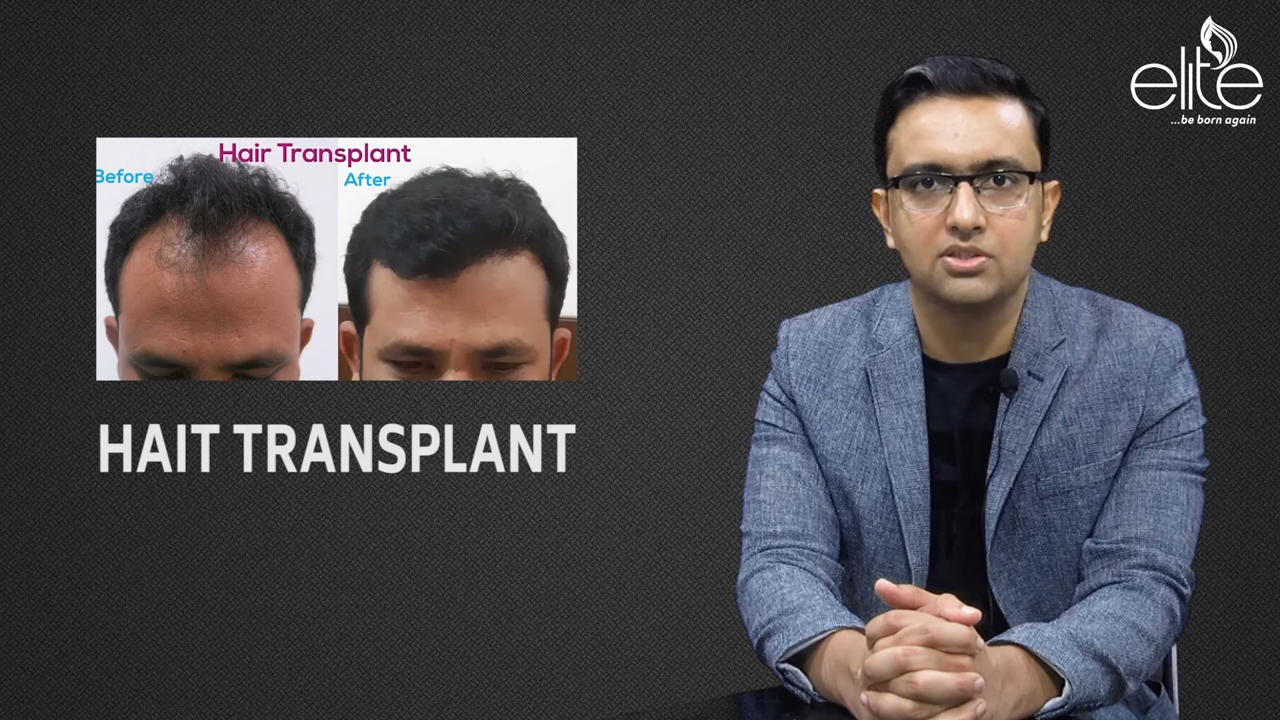 elite
...be born again
Hair Transplant
Before
After
HAIT TRANSPLANT